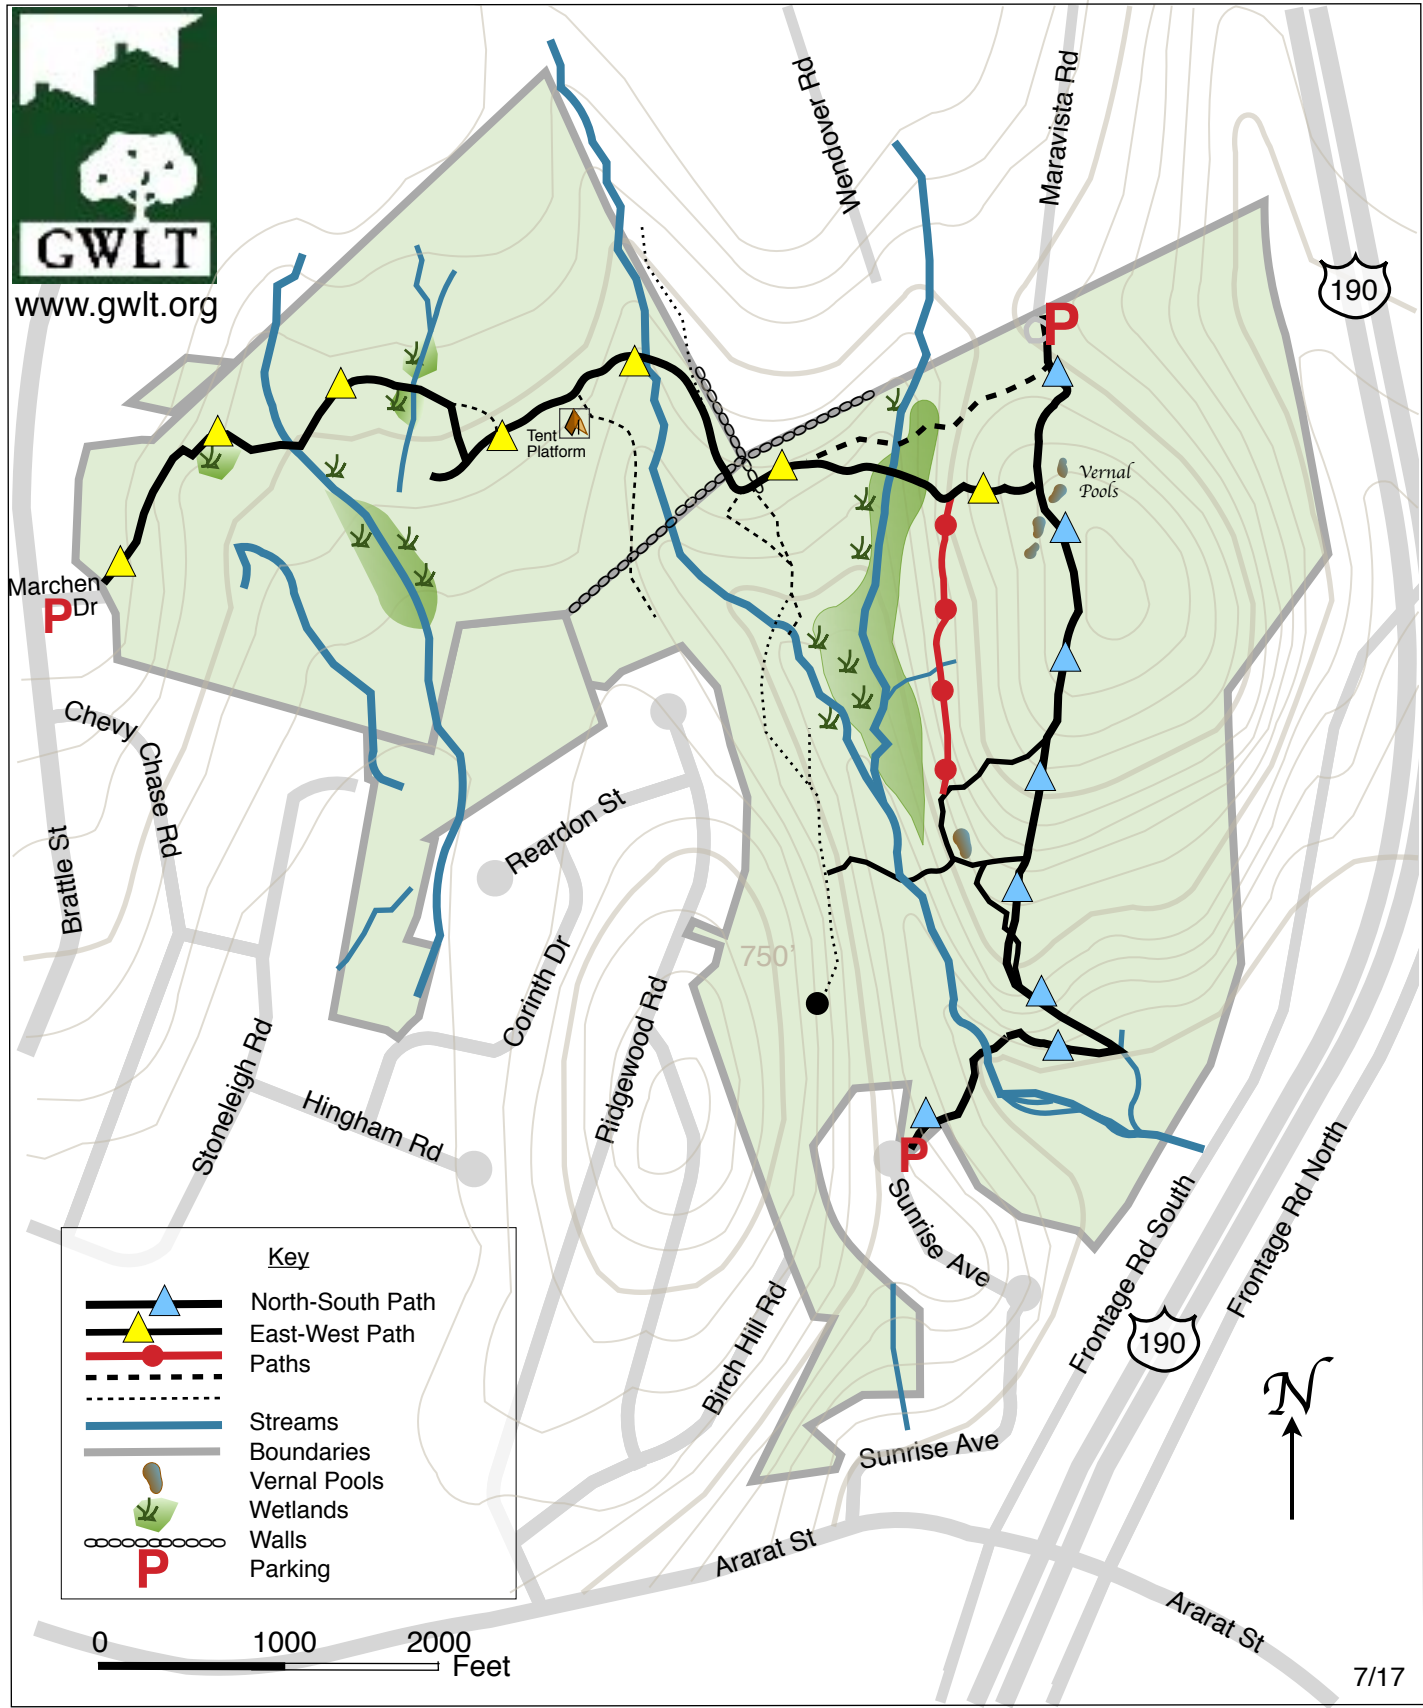 GWLT
www.gwlt.org
Wendover Rd
Maravista Rd
190
P
Tent
Platform
Vernal
Pools
Marchen
Dr
P
Chevy
Chase Rd
Brattle St
Reardon St
Corinth Dr
Ridgewood Rd
750'
Stoneleigh Rd
Hingham Rd
P
Sunrise Ave
Birch Hill Rd
Frontage Rd South
Frontage Rd North
190
Key
North-South Path
East-West Path
Paths
Streams
Boundaries
Vernal Pools
Wetlands
Walls
P
Parking
N
Sunrise Ave
Ararat St
Ararat St
0 1000 2000
Feet
7/17